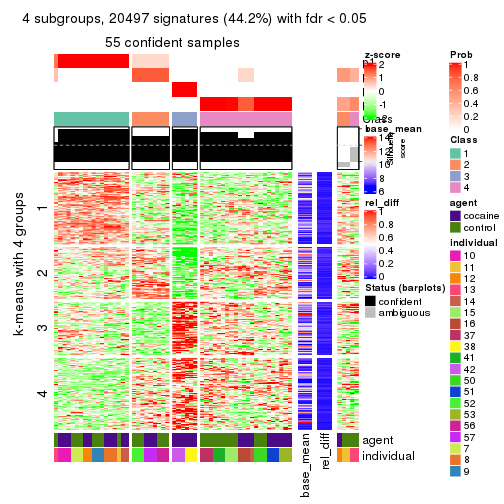 4 subgroups, 20497 signatures (44.2%) with fdr < 0.05
55 confident samples
k-means with 4 groups
1
2
3
4
Class
silhouette
score
agent
individual
base_mean
rel_diff
z-score
2
1
0
-1
-2
base_mean
14
12
10
8
6
rel_diff
1
0.8
0.6
0.4
0.2
0
Status (barplots)
confident
ambiguous
Prob
1
0.8
0.6
0.4
0.2
0
Class
1
2
3
4
agent
cocaine
control
individual
10
11
12
13
14
15
16
37
38
41
42
50
51
52
53
56
57
7
8
9